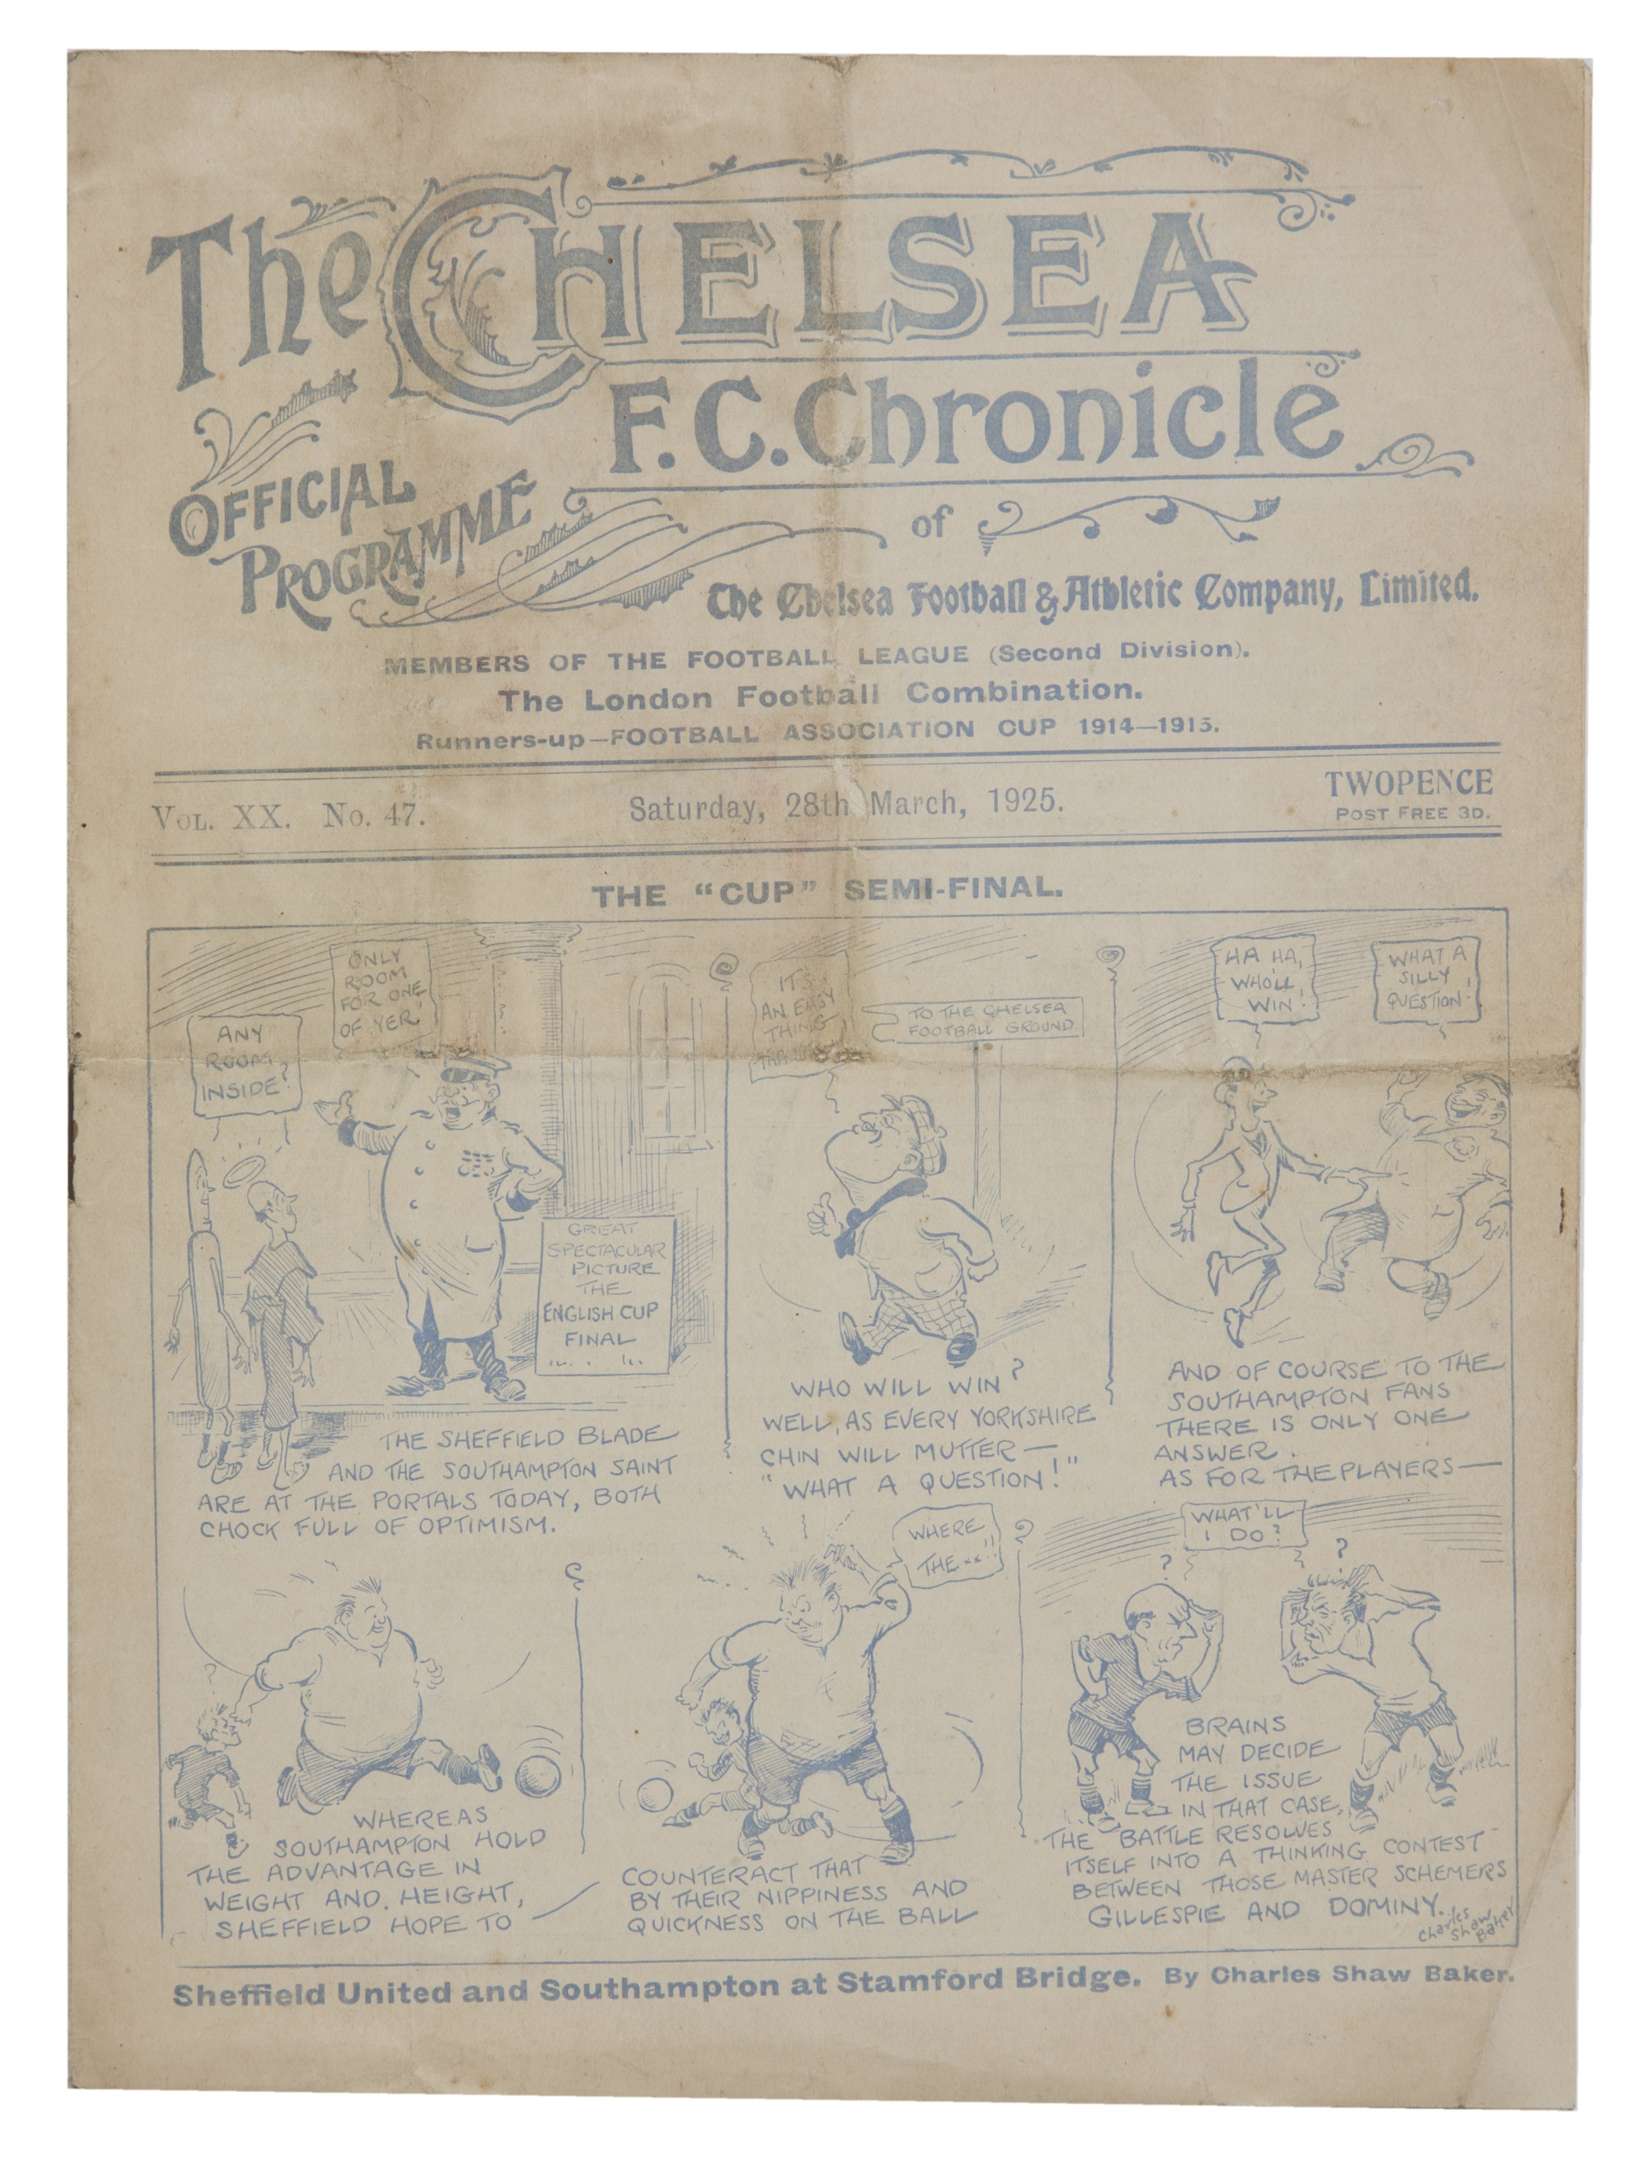 The CHELSEA
F.C. Chronicle
OFFICIAL
PROGRAMME
of
The Chelsea Football & Athletic Company, Limited.
MEMBERS OF THE FOOTBALL LEAGUE (Second Division).
The London Football Combination.
Runners-up—FOOTBALL ASSOCIATION CUP 1914—1915.
VOL. XX. No. 47.
Saturday, 28th March, 1925.
TWOPENCE
POST FREE 3D.
THE "CUP" SEMI-FINAL.
ANY
ROOM
INSIDE?
ONLY
ROOM
FOR ONE
OF YER!
GREAT
SPECTACULAR
PICTURE
THE
ENGLISH CUP
FINAL
THE SHEFFIELD BLADE
AND THE SOUTHAMPTON SAINT
ARE AT THE PORTALS TODAY, BOTH
CHOCK FULL OF OPTIMISM.
IT'S
AN EASY
THING
TO THE CHELSEA
FOOTBALL GROUND
WHO WILL WIN?
WELL, AS EVERY YORKSHIRE
CHIN WILL MUTTER—
"WHAT A QUESTION!"
HA HA,
WHO'LL
WIN!
WHAT A
SILLY
QUESTION!
AND OF COURSE TO THE
SOUTHAMPTON FANS
THERE IS ONLY ONE
ANSWER.
AS FOR THE PLAYERS—
WHEREAS
SOUTHAMPTON HOLD
THE ADVANTAGE IN
WEIGHT AND. HEIGHT,
SHEFFIELD HOPE TO —
WHERE
THE xx!!
COUNTERACT THAT
BY THEIR NIPPINESS AND
QUICKNESS ON THE BALL
WHAT'LL
I DO?
? ?
BRAINS
MAY DECIDE
THE ISSUE
IN THAT CASE,
THE BATTLE RESOLVES
ITSELF INTO A THINKING CONTEST
BETWEEN THOSE MASTER SCHEMERS
GILLESPIE AND DOMINY.
Charles
Shaw
Baker
Sheffield United and Southampton at Stamford Bridge. By Charles Shaw Baker.